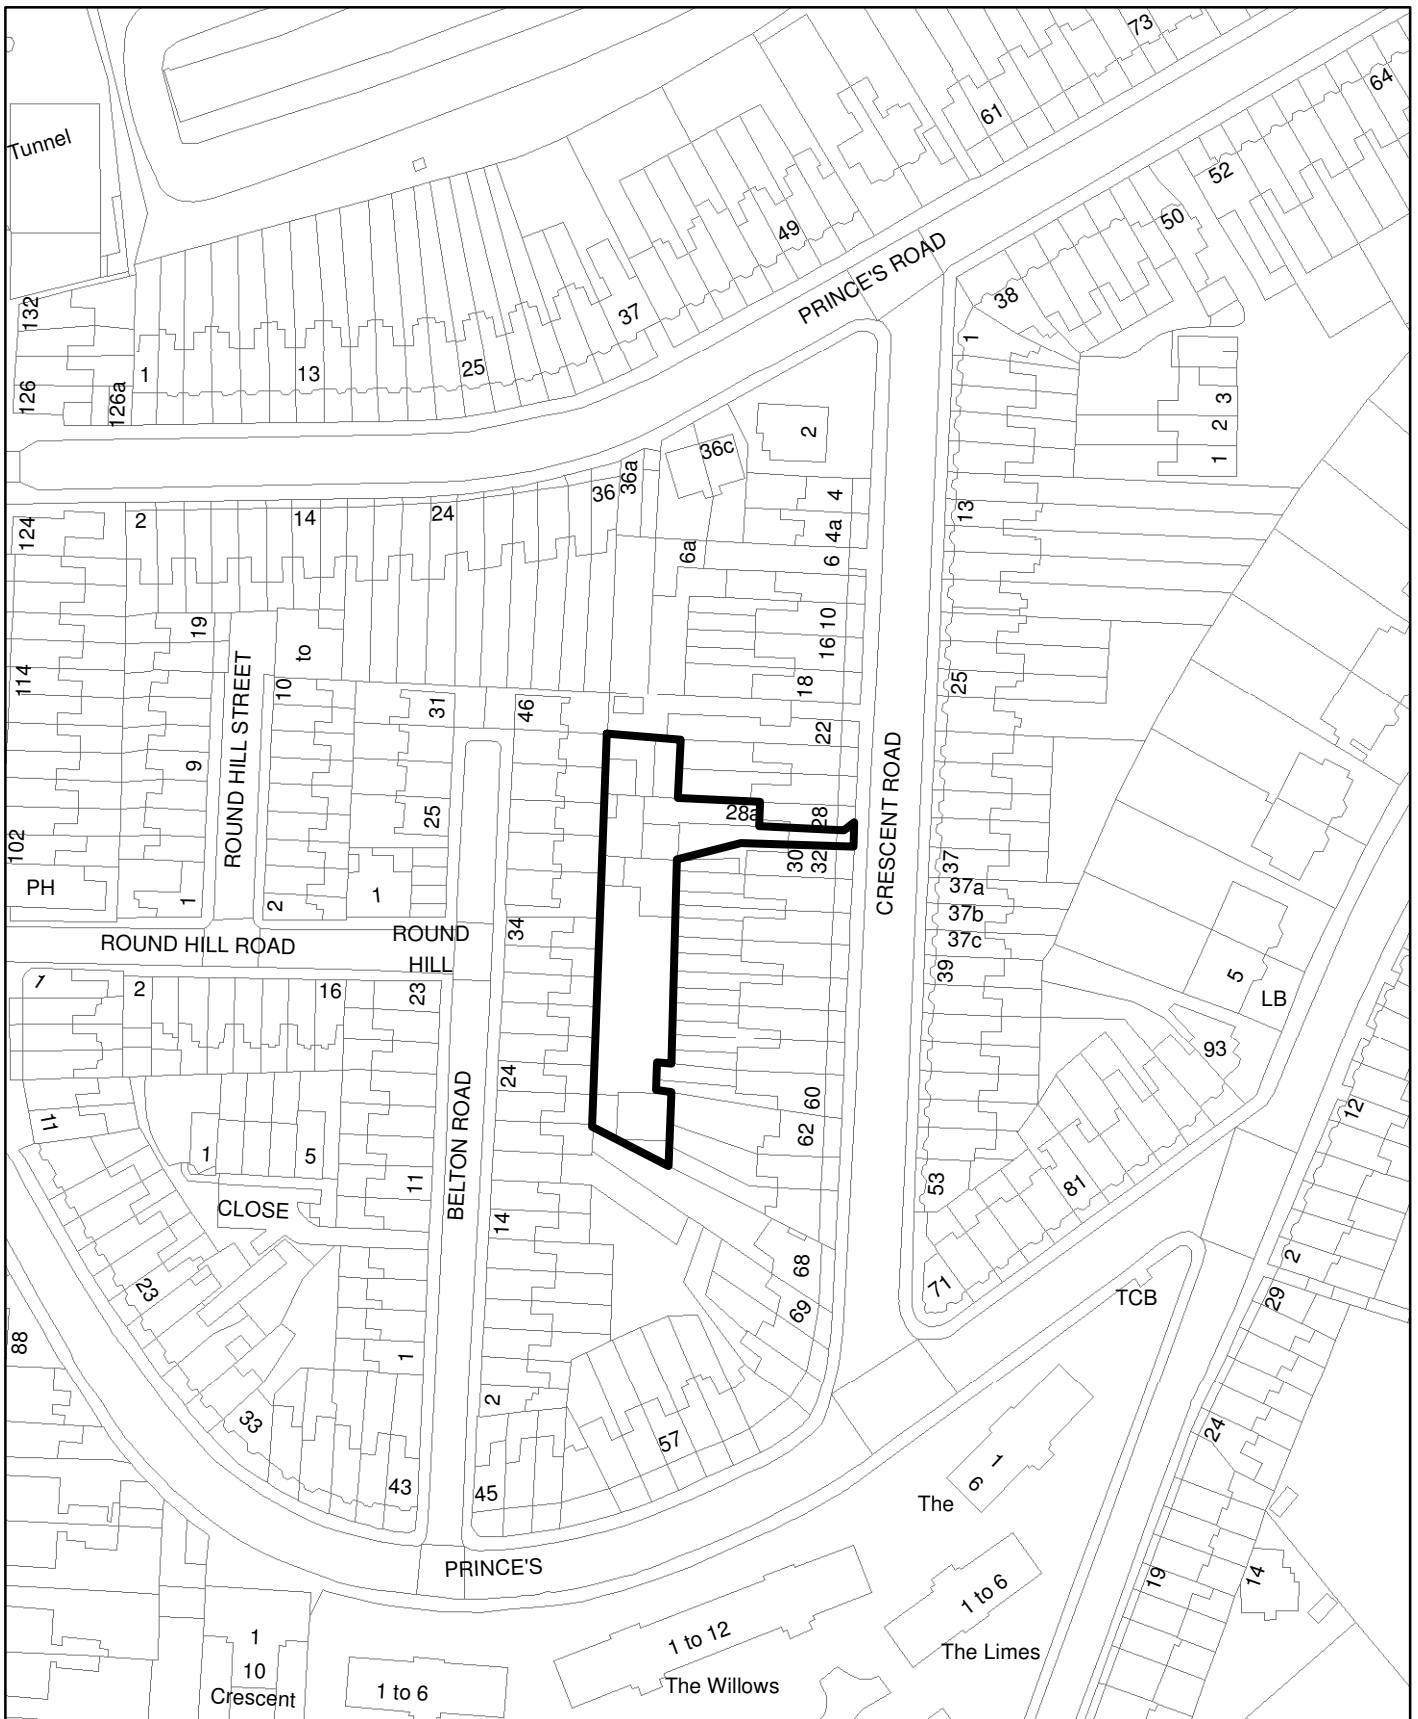 73
64
61
Tunnel
52
50
49
PRINCE'S ROAD
38
132
37
1
25
13
1
126
126a
3
2
1
2
36c
36a
36
4
13
24
14
2
124
4a
6a
6
19
10
16
to
114
18
25
10
31
46
22
ROUND HILL STREET
CRESCENT ROAD
9
28a
28
25
102
30
32
37
PH
1
2
1
37a
37b
37c
34
ROUND
HILL
ROUND HILL ROAD
39
5
LB
1
2
16
23
93
24
60
62
12
BELTON ROAD
11
1
5
11
53
81
CLOSE
14
2
68
69
71
TCB
29
23
88
1
2
33
57
24
43
45
1
6
The
PRINCE'S
19
14
1 to 6
The Limes
1 to 12
The Willows
1
10
Crescent
1 to 6